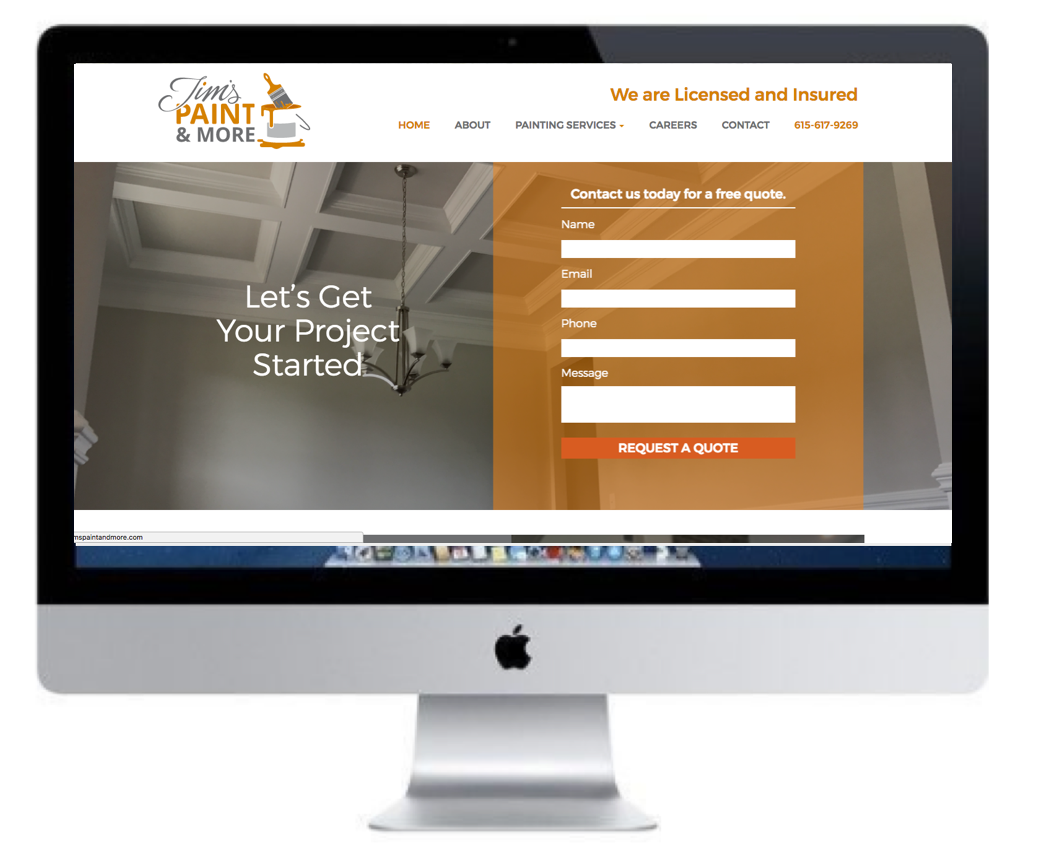 Jim's
PAINT
& MORE
We are Licensed and Insured
HOME ABOUT PAINTING SERVICES CAREERS CONTACT 615-617-9269
Let's Get
Your Project
Started
Contact us today for a free quote.
Name
Email
Phone
Message
REQUEST A QUOTE
mspaintandmore.com